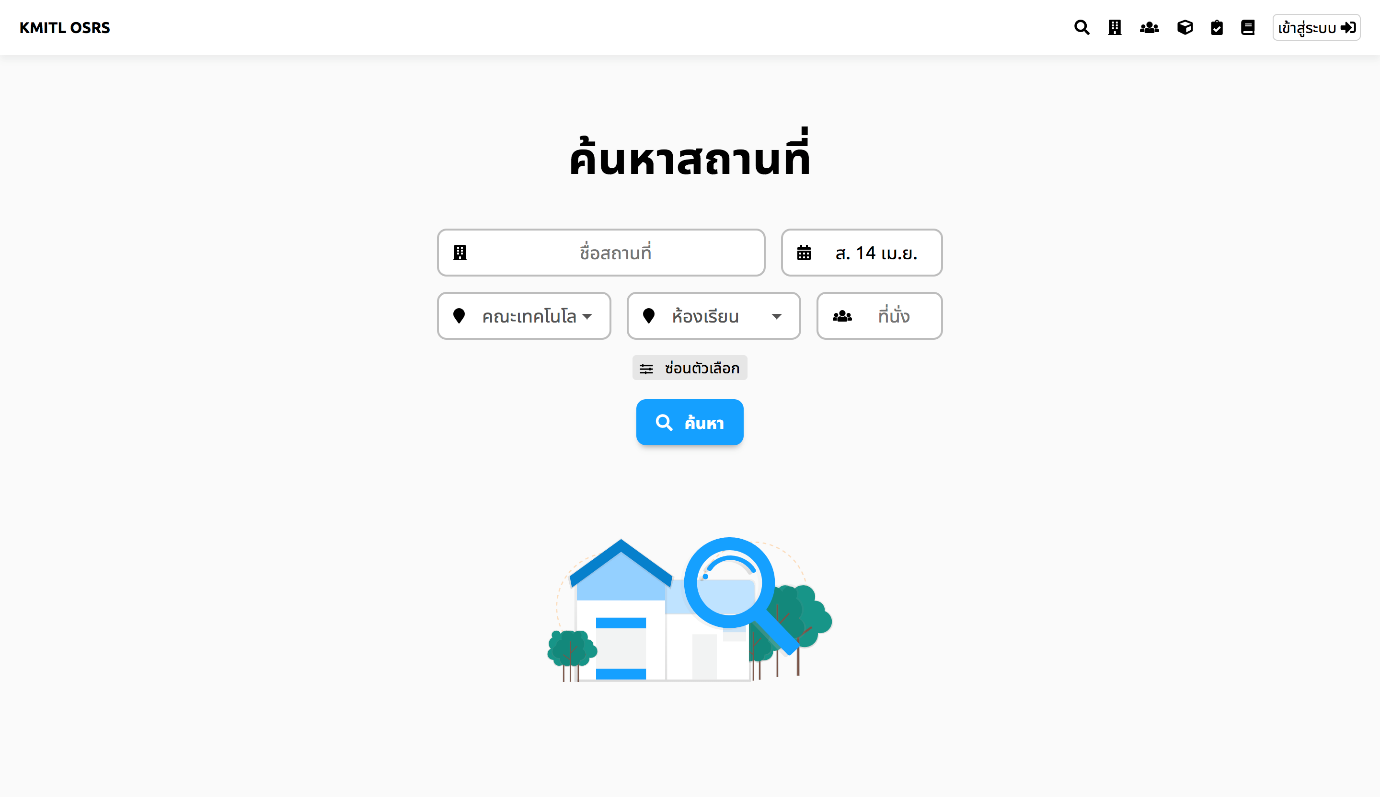 KMITL OSRS
เข้าสู่ระบบ
ค้นหาสถานที่
ชื่อสถานที่
ส. 14 เม.ย.
คณะเทคโนโล
ห้องเรียน
ที่นั่ง
ซ่อนตัวเลือก
ค้นหา